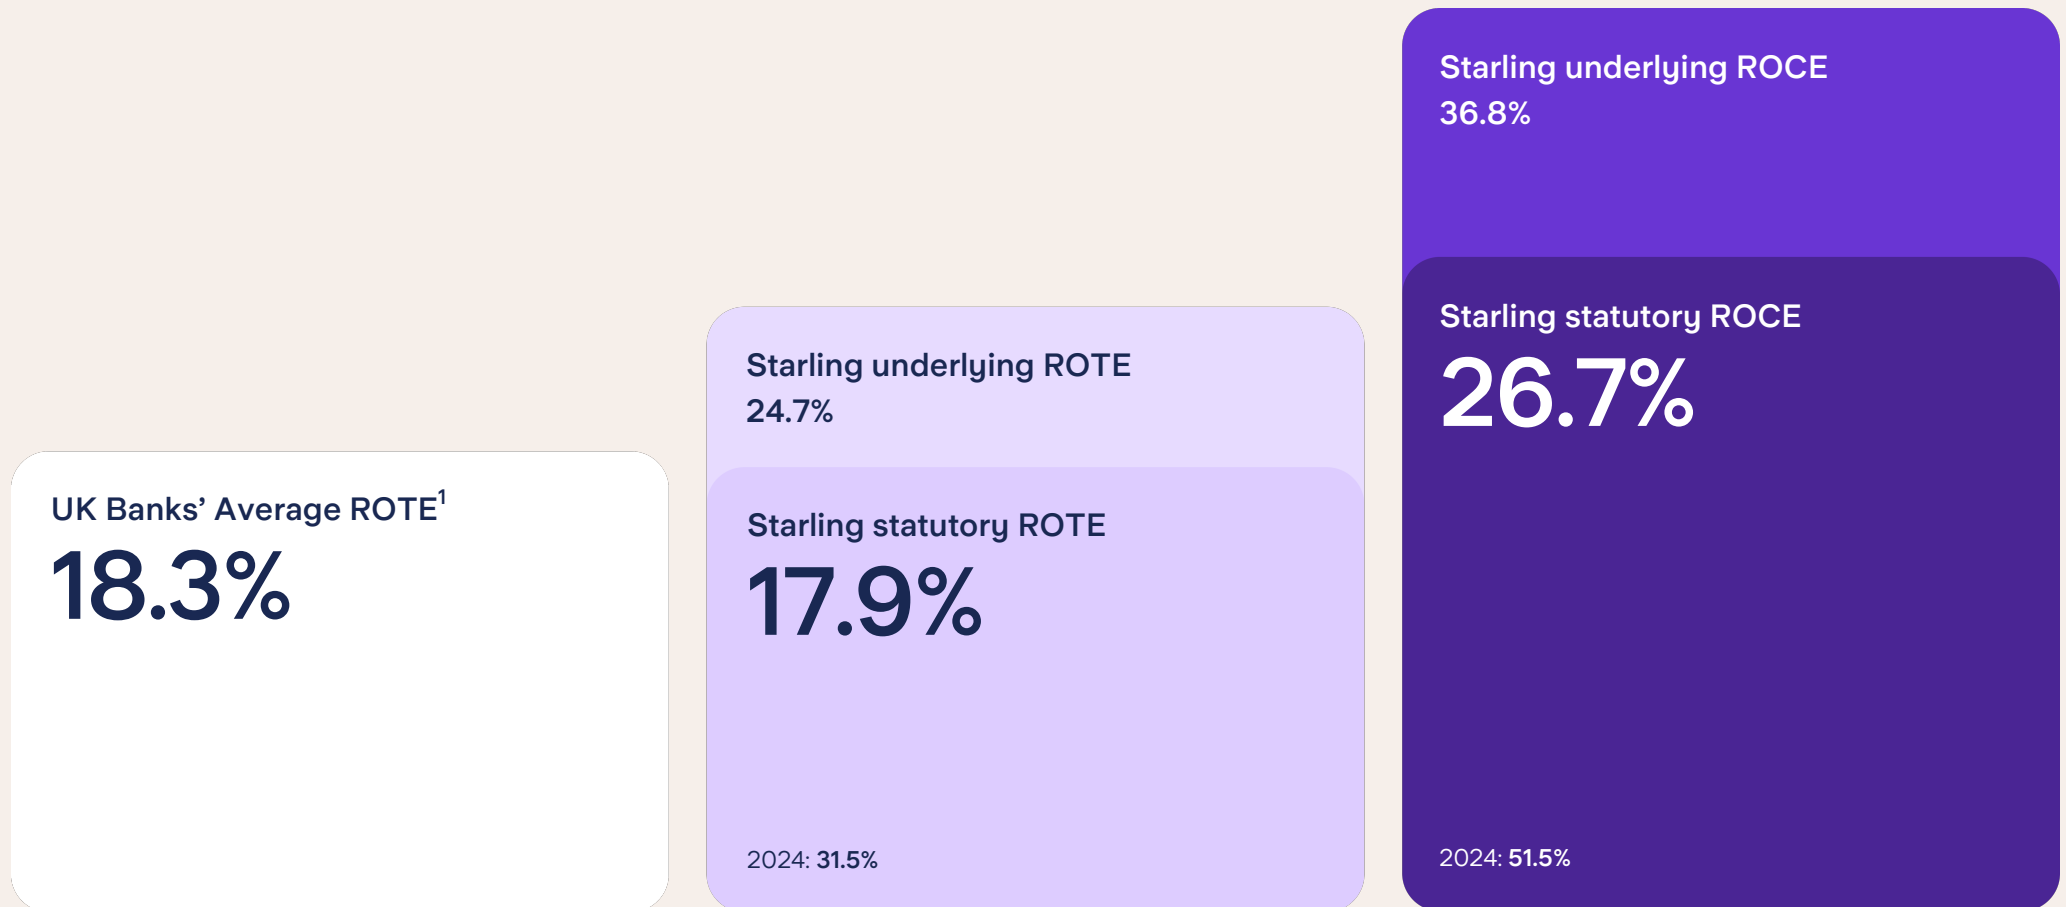 UK Banks’ Average ROTE¹
18.3%
Starling underlying ROTE
24.7%
Starling statutory ROTE
17.9%
2024: 31.5%
Starling underlying ROCE
36.8%
Starling statutory ROCE
26.7%
2024: 51.5%